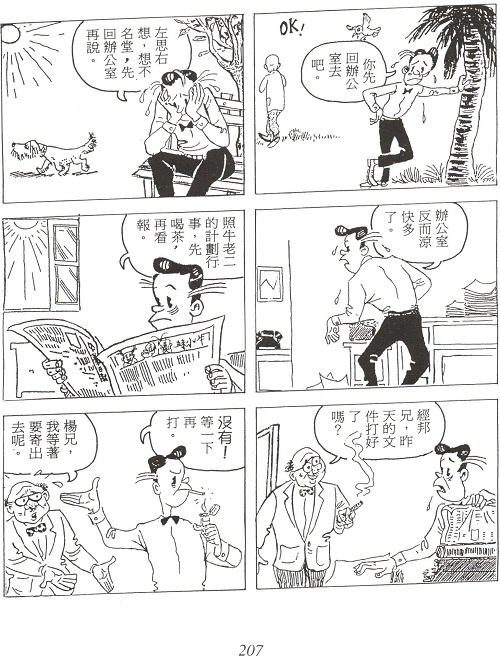 OK!
你先
回辦公
室去
吧。
左思右
想，想不
名堂，先
回辦公室
再說。
辦公室
反而涼
快多
了。
照牛老二
的計劃行
事，先
喝茶，
再看
報。
經邦
兄，昨
天的文
件打好
了
嗎？
沒有！
等一下
再
打。
楊兄，
我等著
要寄出
去呢。
207